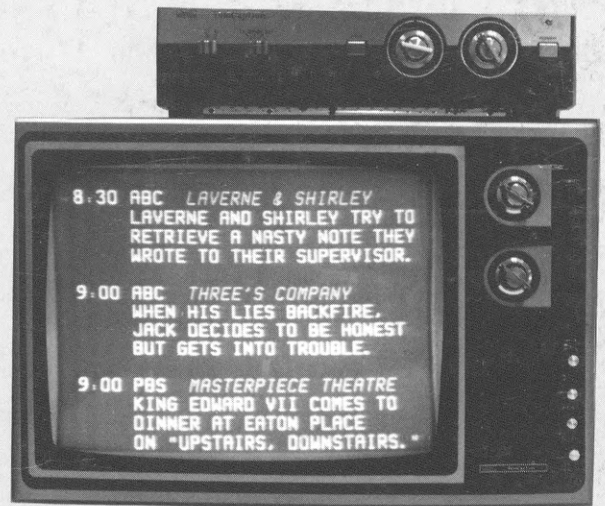 8:30 ABC LAVERNE & SHIRLEY
LAVERNE AND SHIRLEY TRY TO
RETRIEVE A NASTY NOTE THEY
WROTE TO THEIR SUPERVISOR.
9:00 ABC THREE'S COMPANY
WHEN HIS LIES BACKFIRE,
JACK DECIDES TO BE HONEST
BUT GETS INTO TROUBLE.
9:00 PBS MASTERPIECE THEATRE
KING EDWARD VII COMES TO
DINNER AT EATON PLACE
ON "UPSTAIRS, DOWNSTAIRS."